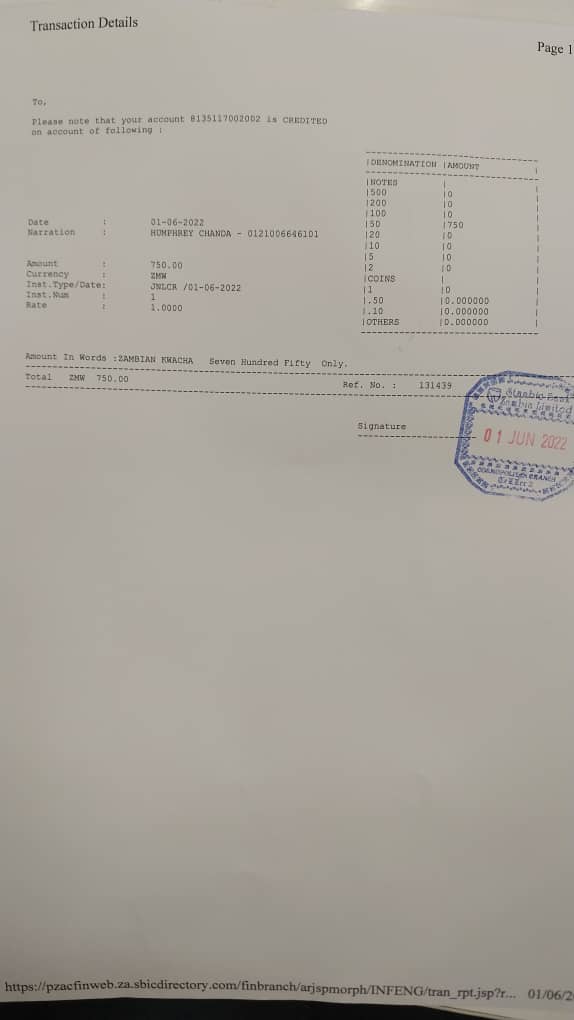 Transaction Details
Page 1
To,
Please note that your account 8135117002002 is CREDITED
on account of following :
|DENOMINATION |AMOUNT |
|NOTES | |
|500 |0 |
|200 |0 |
|100 |0 |
|50 |750 |
|20 |0 |
|10 |0 |
|5 |0 |
|2 |0 |
|COINS | |
|1 |0 |
|.50 |0.000000 |
|.10 |0.000000 |
|OTHERS |0.000000 |
Date : 01-06-2022
Narration : HUMPHREY CHANDA - 0121006646101
Amount : 750.00
Currency : ZMW
Inst.Type/Date: JNLCR /01-06-2022
Inst.Num : 1
Rate : 1.0000
Amount In Words :ZAMBIAN KWACHA Seven Hundred Fifty Only.
Total ZMW 750.00
Ref. No. : 131439
Signature
Stanbic Bank
Zambia Limited
01 JUN 2022
COSMOPOLITAN BRANCH
Teller 2
https://pzacfinweb.za.sbicdirectory.com/finbranch/arjspmorph/INFENG/tran_rpt.jsp?r... 01/06/2